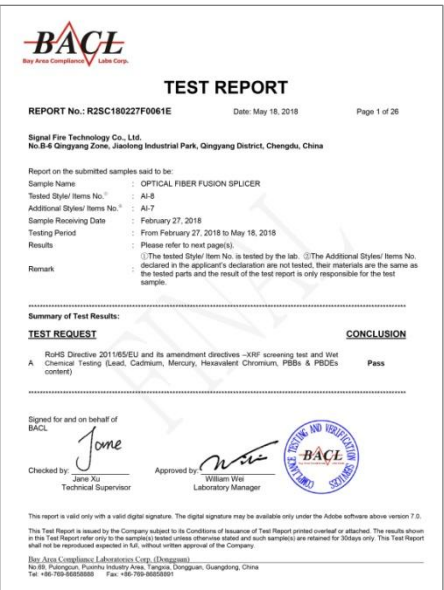 BACL
Bay Area Compliance Labs Corp.
TEST REPORT
REPORT No.: R2SC180227F0061E Date: May 18, 2018 Page 1 of 26
Signal Fire Technology Co., Ltd.
No.B-6 Qingyang Zone, Jiaolong Industrial Park, Qingyang District, Chengdu, China
Report on the submitted samples said to be:
Sample Name : OPTICAL FIBER FUSION SPLICER
Tested Style/ Items No.① : AI-8
Additional Styles/ Items No.② : AI-7
Sample Receiving Date : February 27, 2018
Testing Period : From February 27, 2018 to May 18, 2018
Results : Please refer to next page(s).
①The tested Style/ Item No. is tested by the lab. ②The Additional Styles/ Items No.
declared in the applicant's declaration are not tested, their materials are the same as
Remark : the tested parts and the result of the test report is only responsible for the test
sample.
FINAL
Summary of Test Results:
TEST REQUEST CONCLUSION
RoHS Directive 2011/65/EU and its amendment directives –XRF screening test and Wet
A Chemical Testing (Lead, Cadmium, Mercury, Hexavalent Chromium, PBBs & PBDEs Pass
content)
Signed for and on behalf of
BACL
Jane
Checked by: Approved by:
Jane Xu William Wei
Technical Supervisor Laboratory Manager
TESTING AND VERIFICATION SERVICES
COMPLIANCE
BACL
This report is valid only with a valid digital signature. The digital signature may be available only under the Adobe software above version 7.0.
This Test Report is issued by the Company subject to its Conditions of Issuance of Test Report printed overleaf or attached. The results shown
in this Test Report refer only to the sample(s) tested unless otherwise stated and such sample(s) are retained for 30days only. This Test Report
shall not be reproduced expected in full, without written approval of the Company.
Bay Area Compliance Laboratories Corp. (Dongguan)
No.69, Pulongcun, Puxinhu Industry Area, Tangxia, Dongguan, Guangdong, China
Tel: +86-769-86858888 Fax: +86-769-86858891